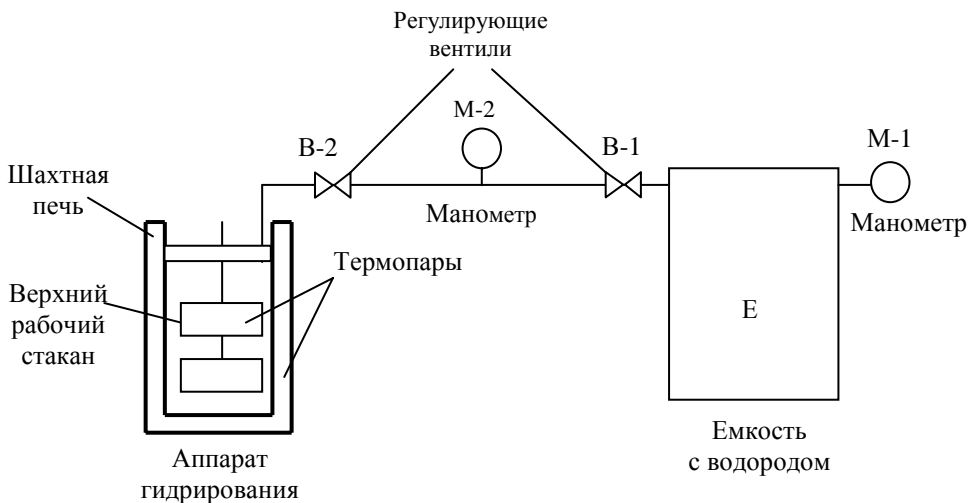 Регулирующие
вентили
М-2
В-2
В-1
М-1
Шахтная
печь
Манометр
Манометр
Термопары
Верхний
рабочий
стакан
Е
Емкость
с водородом
Аппарат
гидрирования